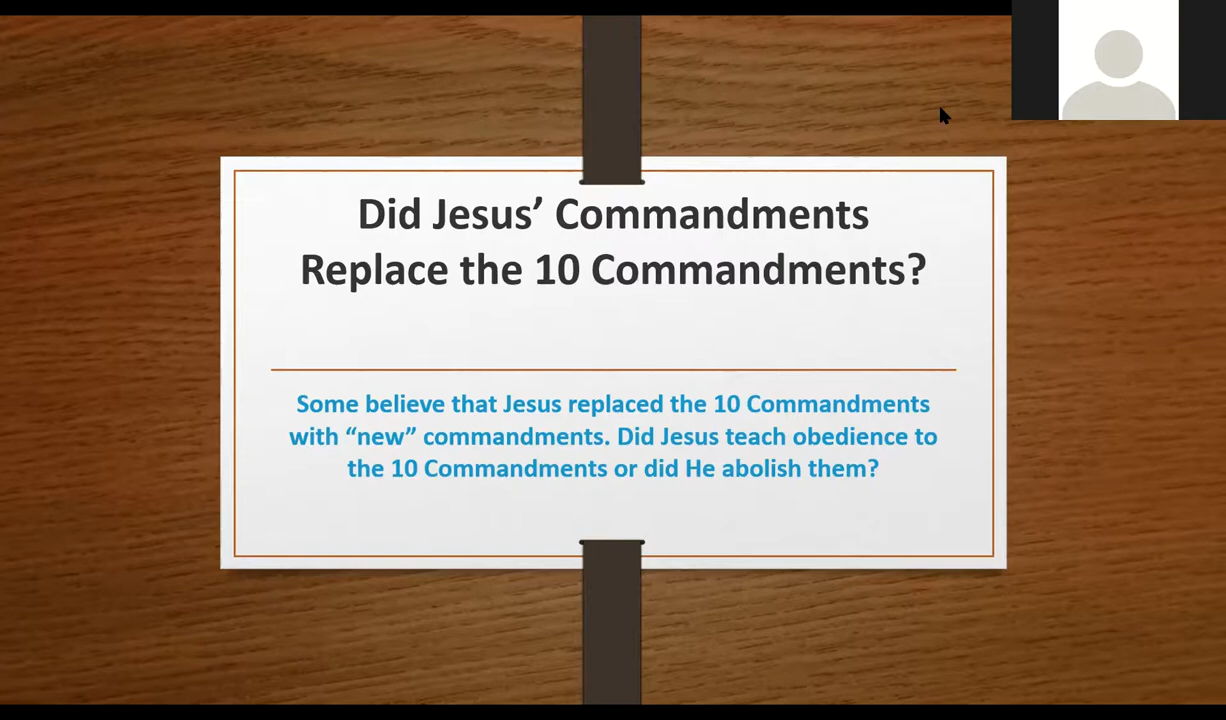 Did Jesus’ Commandments
Replace the 10 Commandments?
Some believe that Jesus replaced the 10 Commandments
with “new” commandments. Did Jesus teach obedience to
the 10 Commandments or did He abolish them?